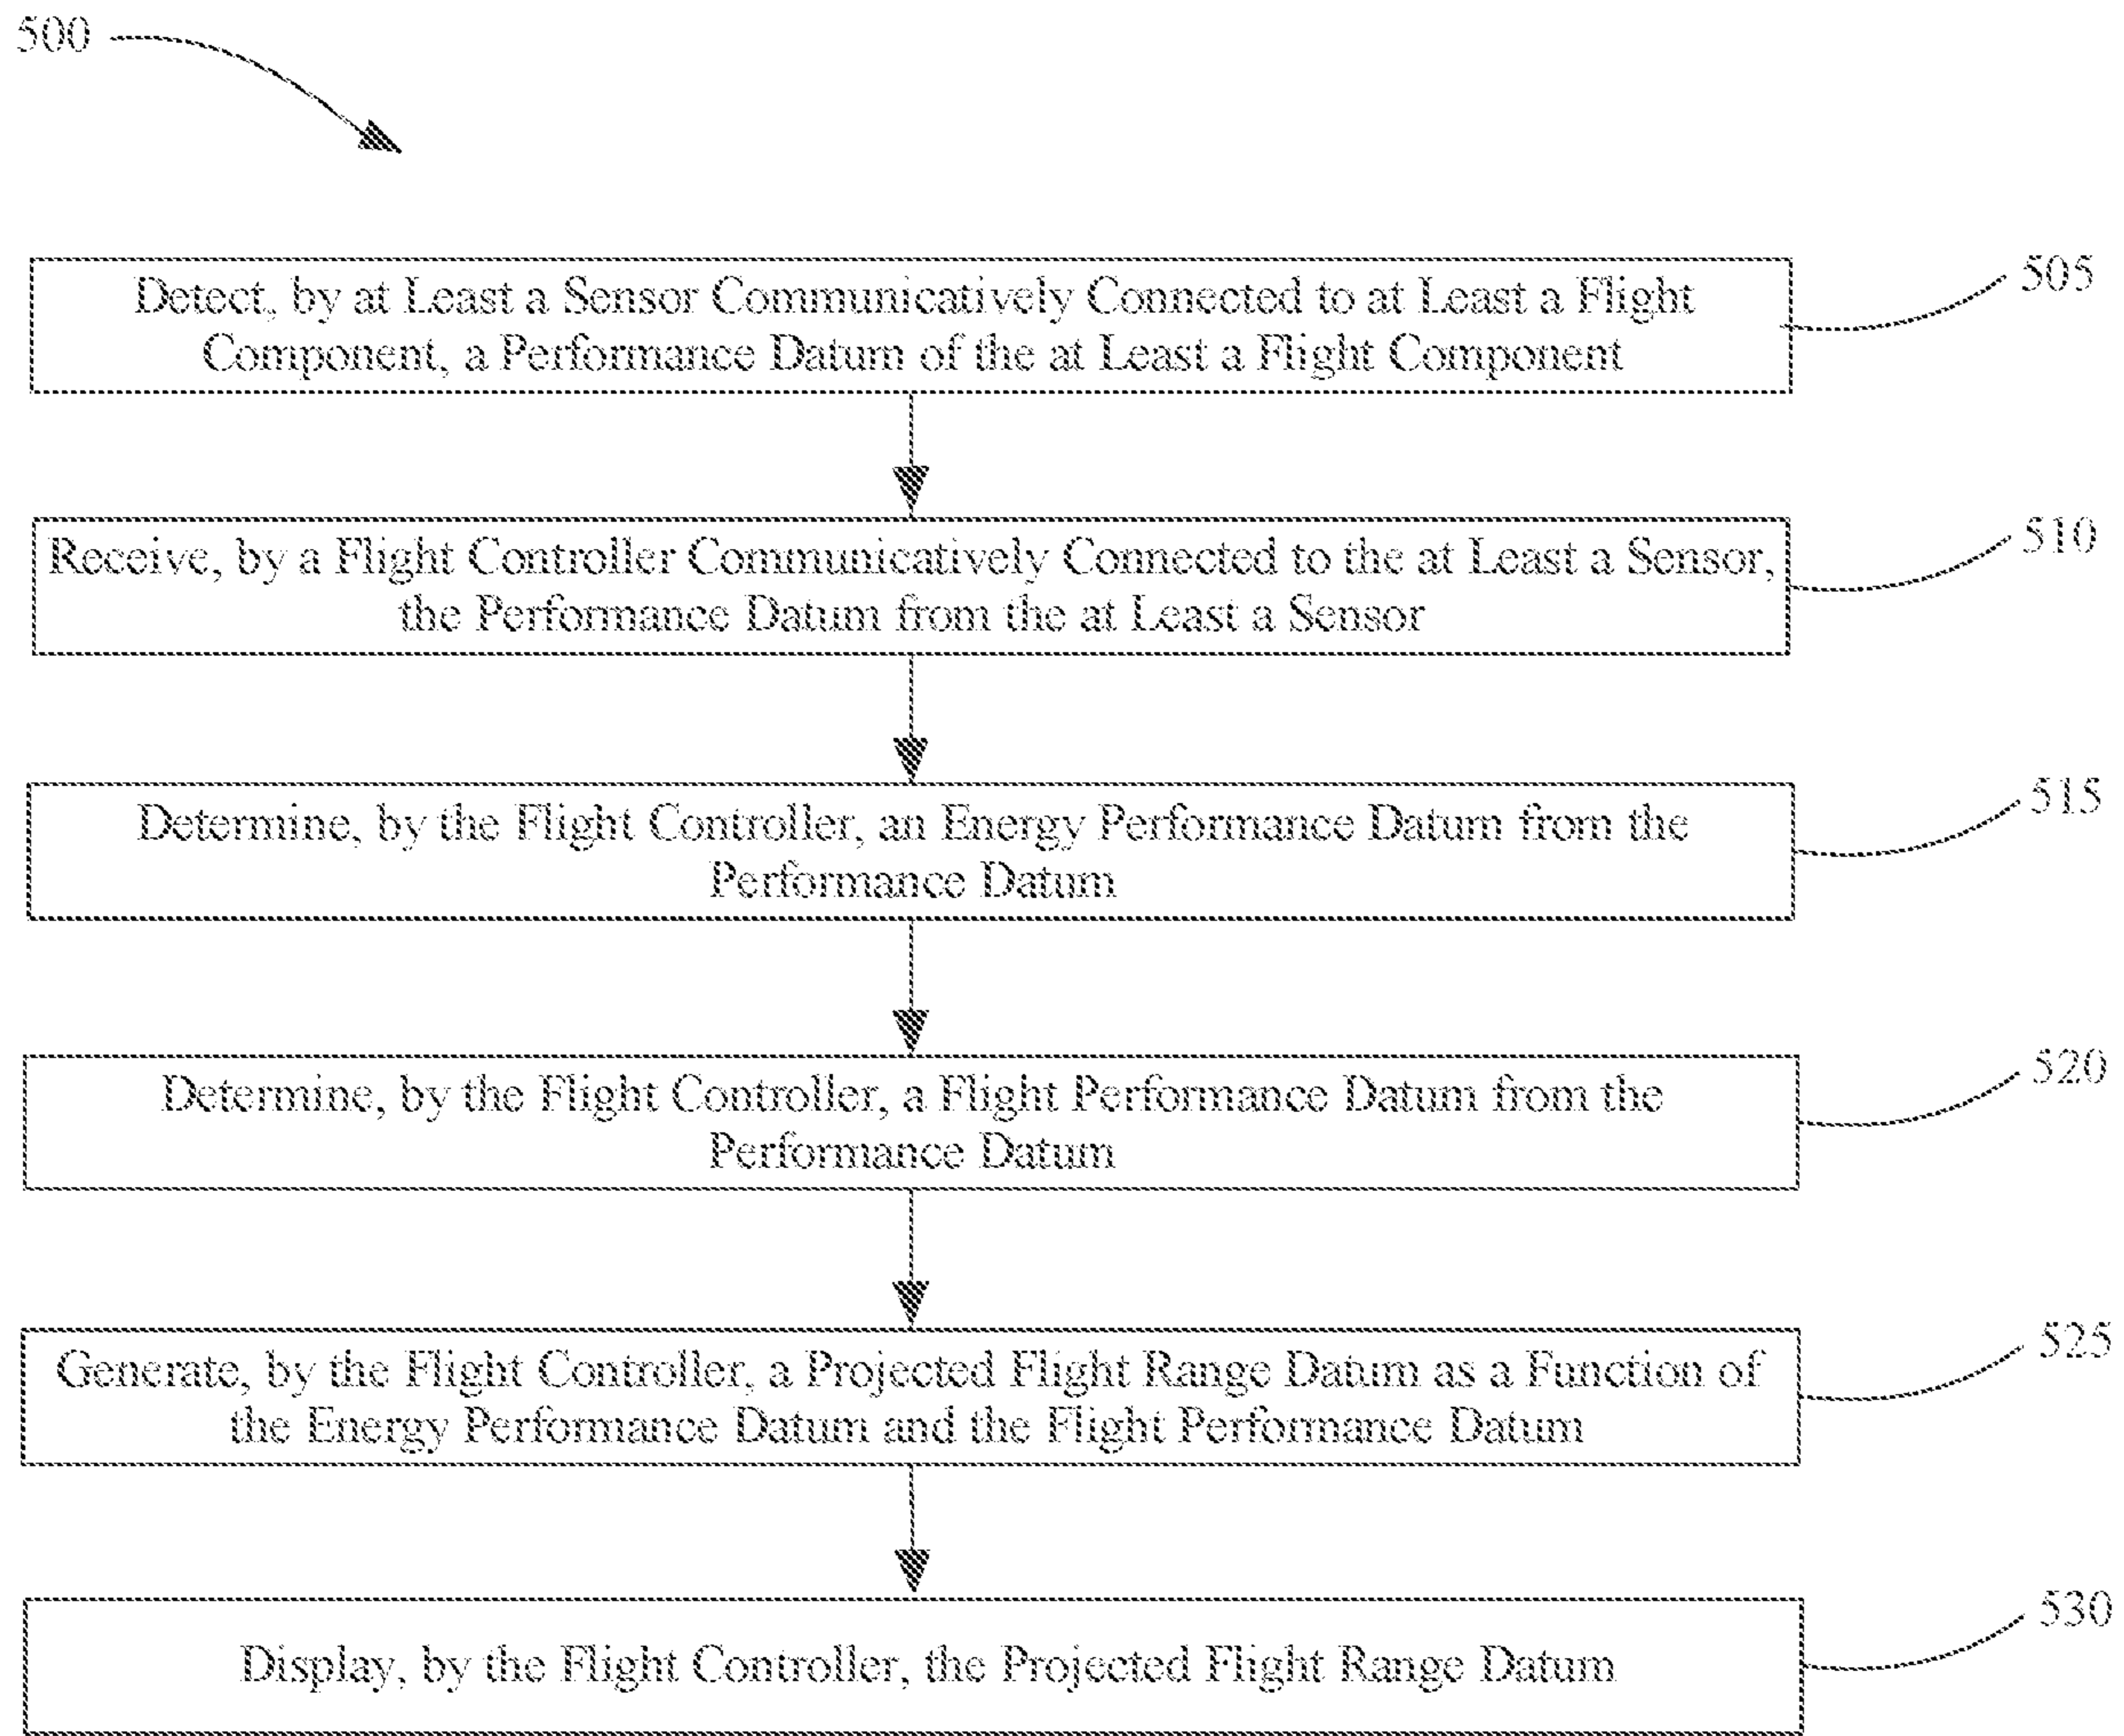 500
Detect, by at Least a Sensor Communicatively Connected to at Least a Flight
Component, a Performance Datum of the at Least a Flight Component
505
Receive, by a Flight Controller Communicatively Connected to the at Least a Sensor,
the Performance Datum from the at Least a Sensor
510
Determine, by the Flight Controller, an Energy Performance Datum from the
Performance Datum
515
Determine, by the Flight Controller, a Flight Performance Datum from the
Performance Datum
520
Generate, by the Flight Controller, a Projected Flight Range Datum as a Function of
the Energy Performance Datum and the Flight Performance Datum
525
Display, by the Flight Controller, the Projected Flight Range Datum
530